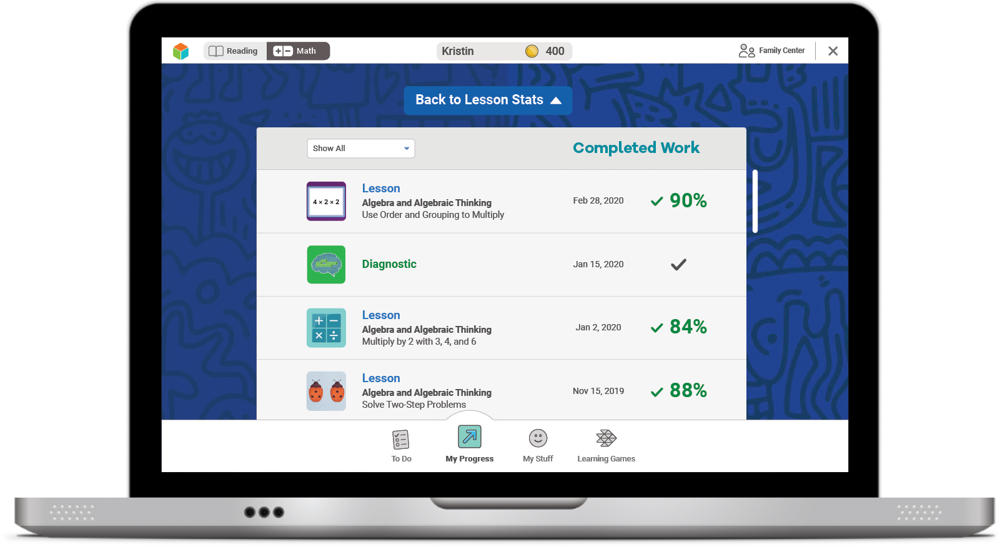 Reading
Math
Kristin
400
Family Center
Back to Lesson Stats
Show All
Completed Work
4 × 2 × 2
Lesson
Algebra and Algebraic Thinking
Use Order and Grouping to Multiply
Feb 28, 2020
90%
Diagnostic
Jan 15, 2020
Lesson
Algebra and Algebraic Thinking
Multiply by 2 with 3, 4, and 6
Jan 2, 2020
84%
Lesson
Algebra and Algebraic Thinking
Solve Two-Step Problems
Nov 15, 2019
88%
To Do
My Progress
My Stuff
Learning Games